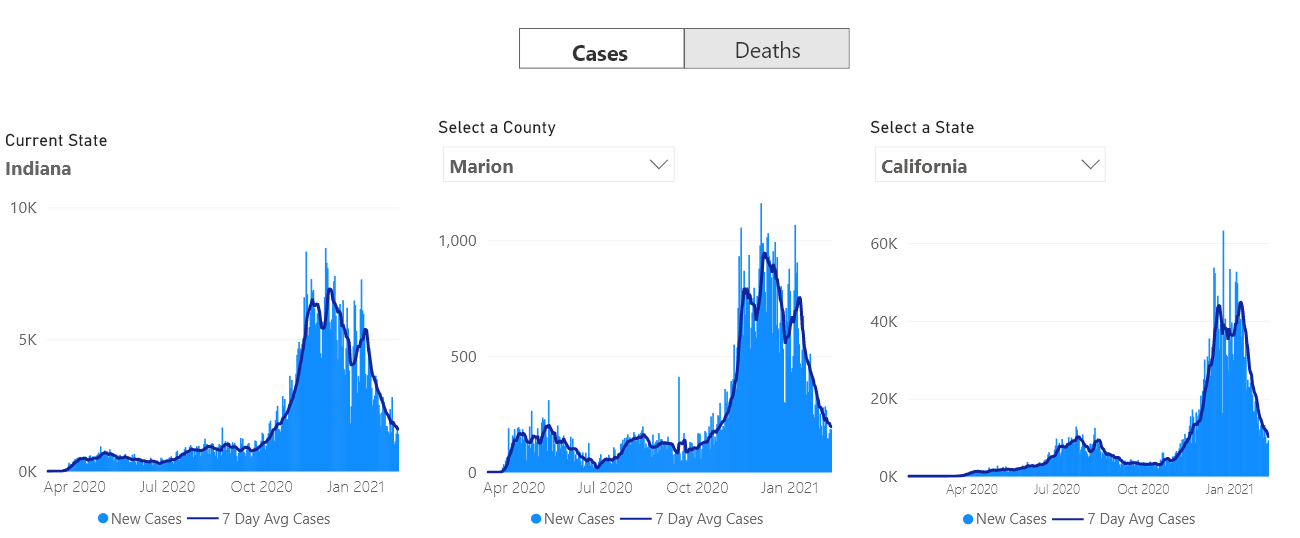 Cases
Deaths
Current State
Indiana
10K
5K
0K
Apr 2020
Jul 2020
Oct 2020
Jan 2021
New Cases
7 Day Avg Cases
Select a County
Marion
1,000
500
0
Apr 2020
Jul 2020
Oct 2020
Jan 2021
New Cases
7 Day Avg Cases
Select a State
California
60K
40K
20K
0K
Apr 2020
Jul 2020
Oct 2020
Jan 2021
New Cases
7 Day Avg Cases